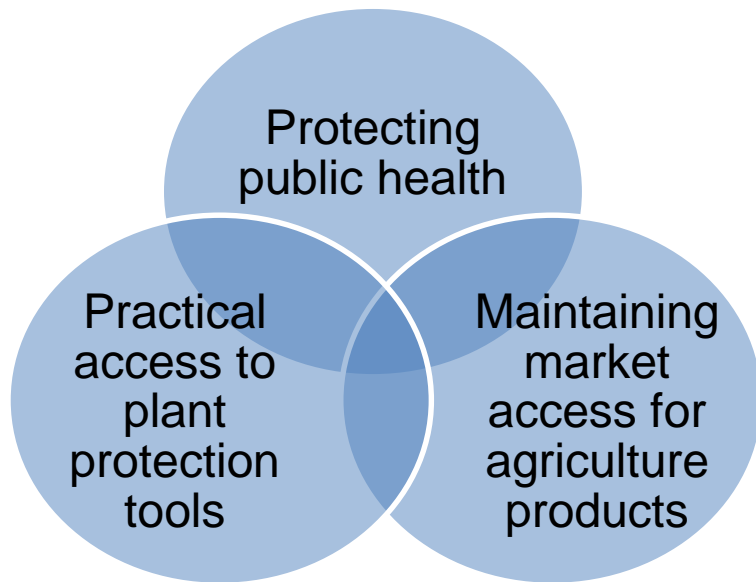 Protecting
public health
Practical
access to
plant
protection
tools
Maintaining
market
access for
agriculture
products